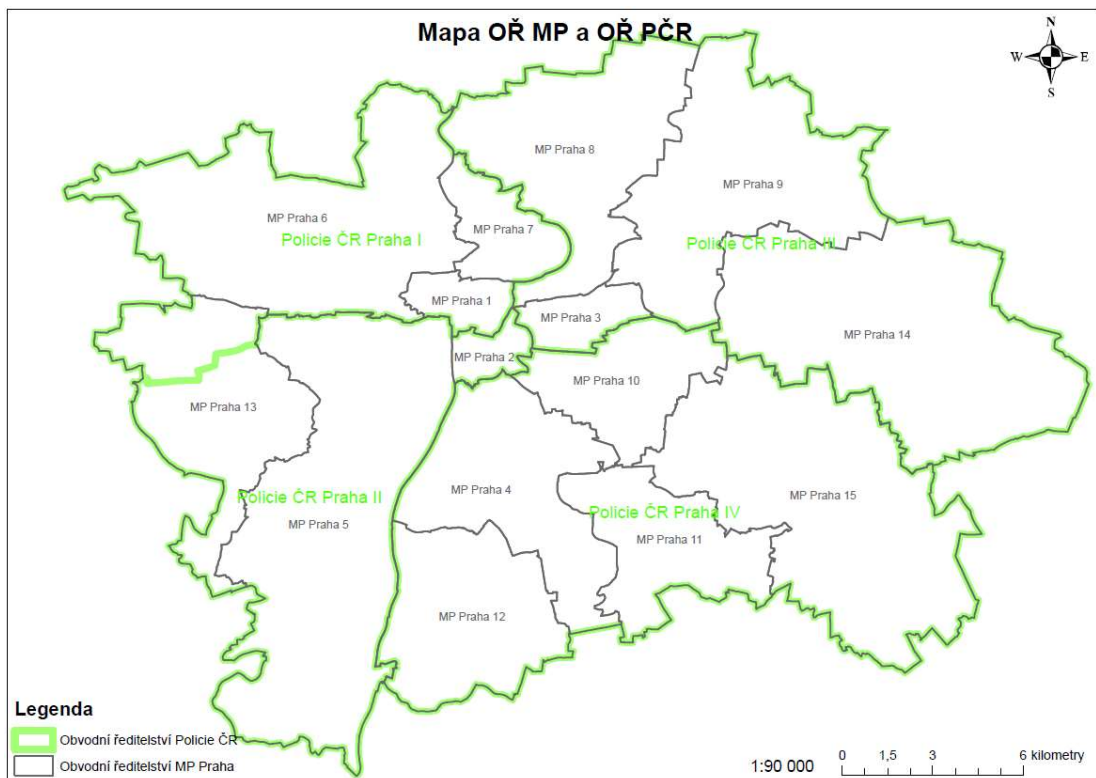 Mapa OŘ MP a OŘ PČR
N
W E
S
MP Praha 8
MP Praha 9
MP Praha 6
MP Praha 7
Policie ČR Praha I
Policie ČR Praha III
MP Praha 1
MP Praha 3
MP Praha 14
MP Praha 2
MP Praha 10
MP Praha 13
MP Praha 4
MP Praha 15
Policie ČR Praha II
Policie ČR Praha IV
MP Praha 5
MP Praha 11
MP Praha 12
Legenda
Obvodní ředitelství Policie ČR
Obvodní ředitelství MP Praha
1:90 000
0 1,5 3 6 kilometry